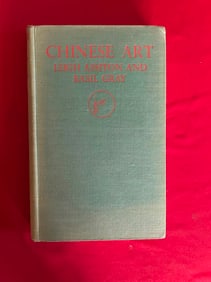 CHINESE ART
LEIGH ASHTON AND
BASIL GRAY